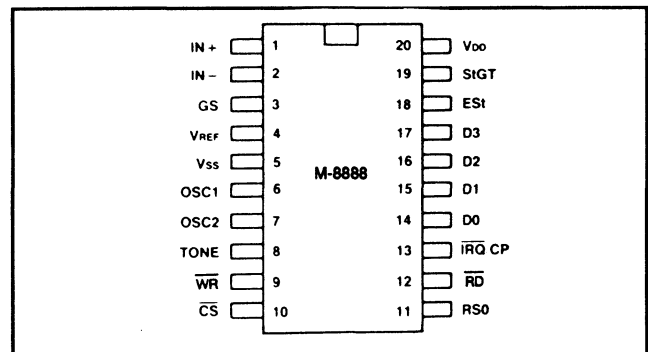 IN + 1 20 VDD
IN − 2 19 StGT
GS 3 18 ESt
VREF 4 17 D3
VSS 5 16 D2
M-8888
OSC1 6 15 D1
OSC2 7 14 D0
TONE 8 13 IRQ CP
WR 9 12 RD
CS 10 11 RS0